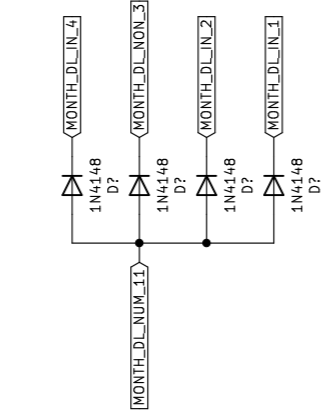 MONTH_DL_IN_4
MONTH_DL_NON_3
MONTH_DL_IN_2
MONTH_DL_IN_1
1N4148
D?
1N4148
D?
1N4148
D?
1N4148
D?
MONTH_DL_NUM_11